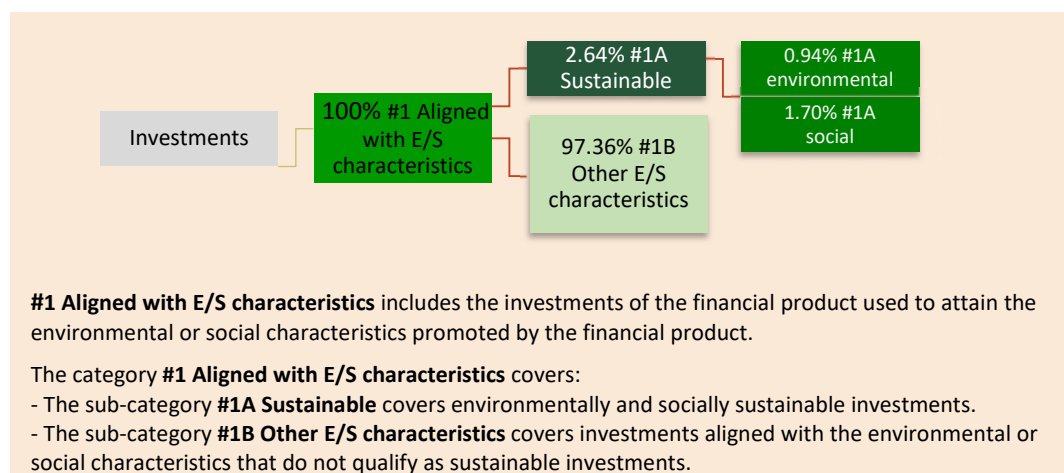 Investments
100% #1 Aligned
with E/S
characteristics
2.64% #1A
Sustainable
97.36% #1B
Other E/S
characteristics
0.94% #1A
environmental
1.70% #1A
social
#1 Aligned with E/S characteristics includes the investments of the financial product used to attain the
environmental or social characteristics promoted by the financial product.
The category #1 Aligned with E/S characteristics covers:
- The sub-category #1A Sustainable covers environmentally and socially sustainable investments.
- The sub-category #1B Other E/S characteristics covers investments aligned with the environmental or
social characteristics that do not qualify as sustainable investments.